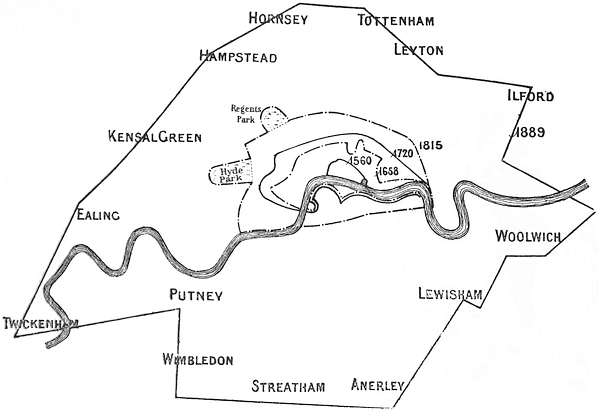 HORNSEY
TOTTENHAM
LEYTON
HAMPSTEAD
ILFORD
Regents
Park
1889
KENSAL GREEN
1815
1720
1560
1658
Hyde
Park
EALING
WOOLWICH
PUTNEY
LEWISHAM
TWICKENHAM
WIMBLEDON
STREATHAM
ANERLEY